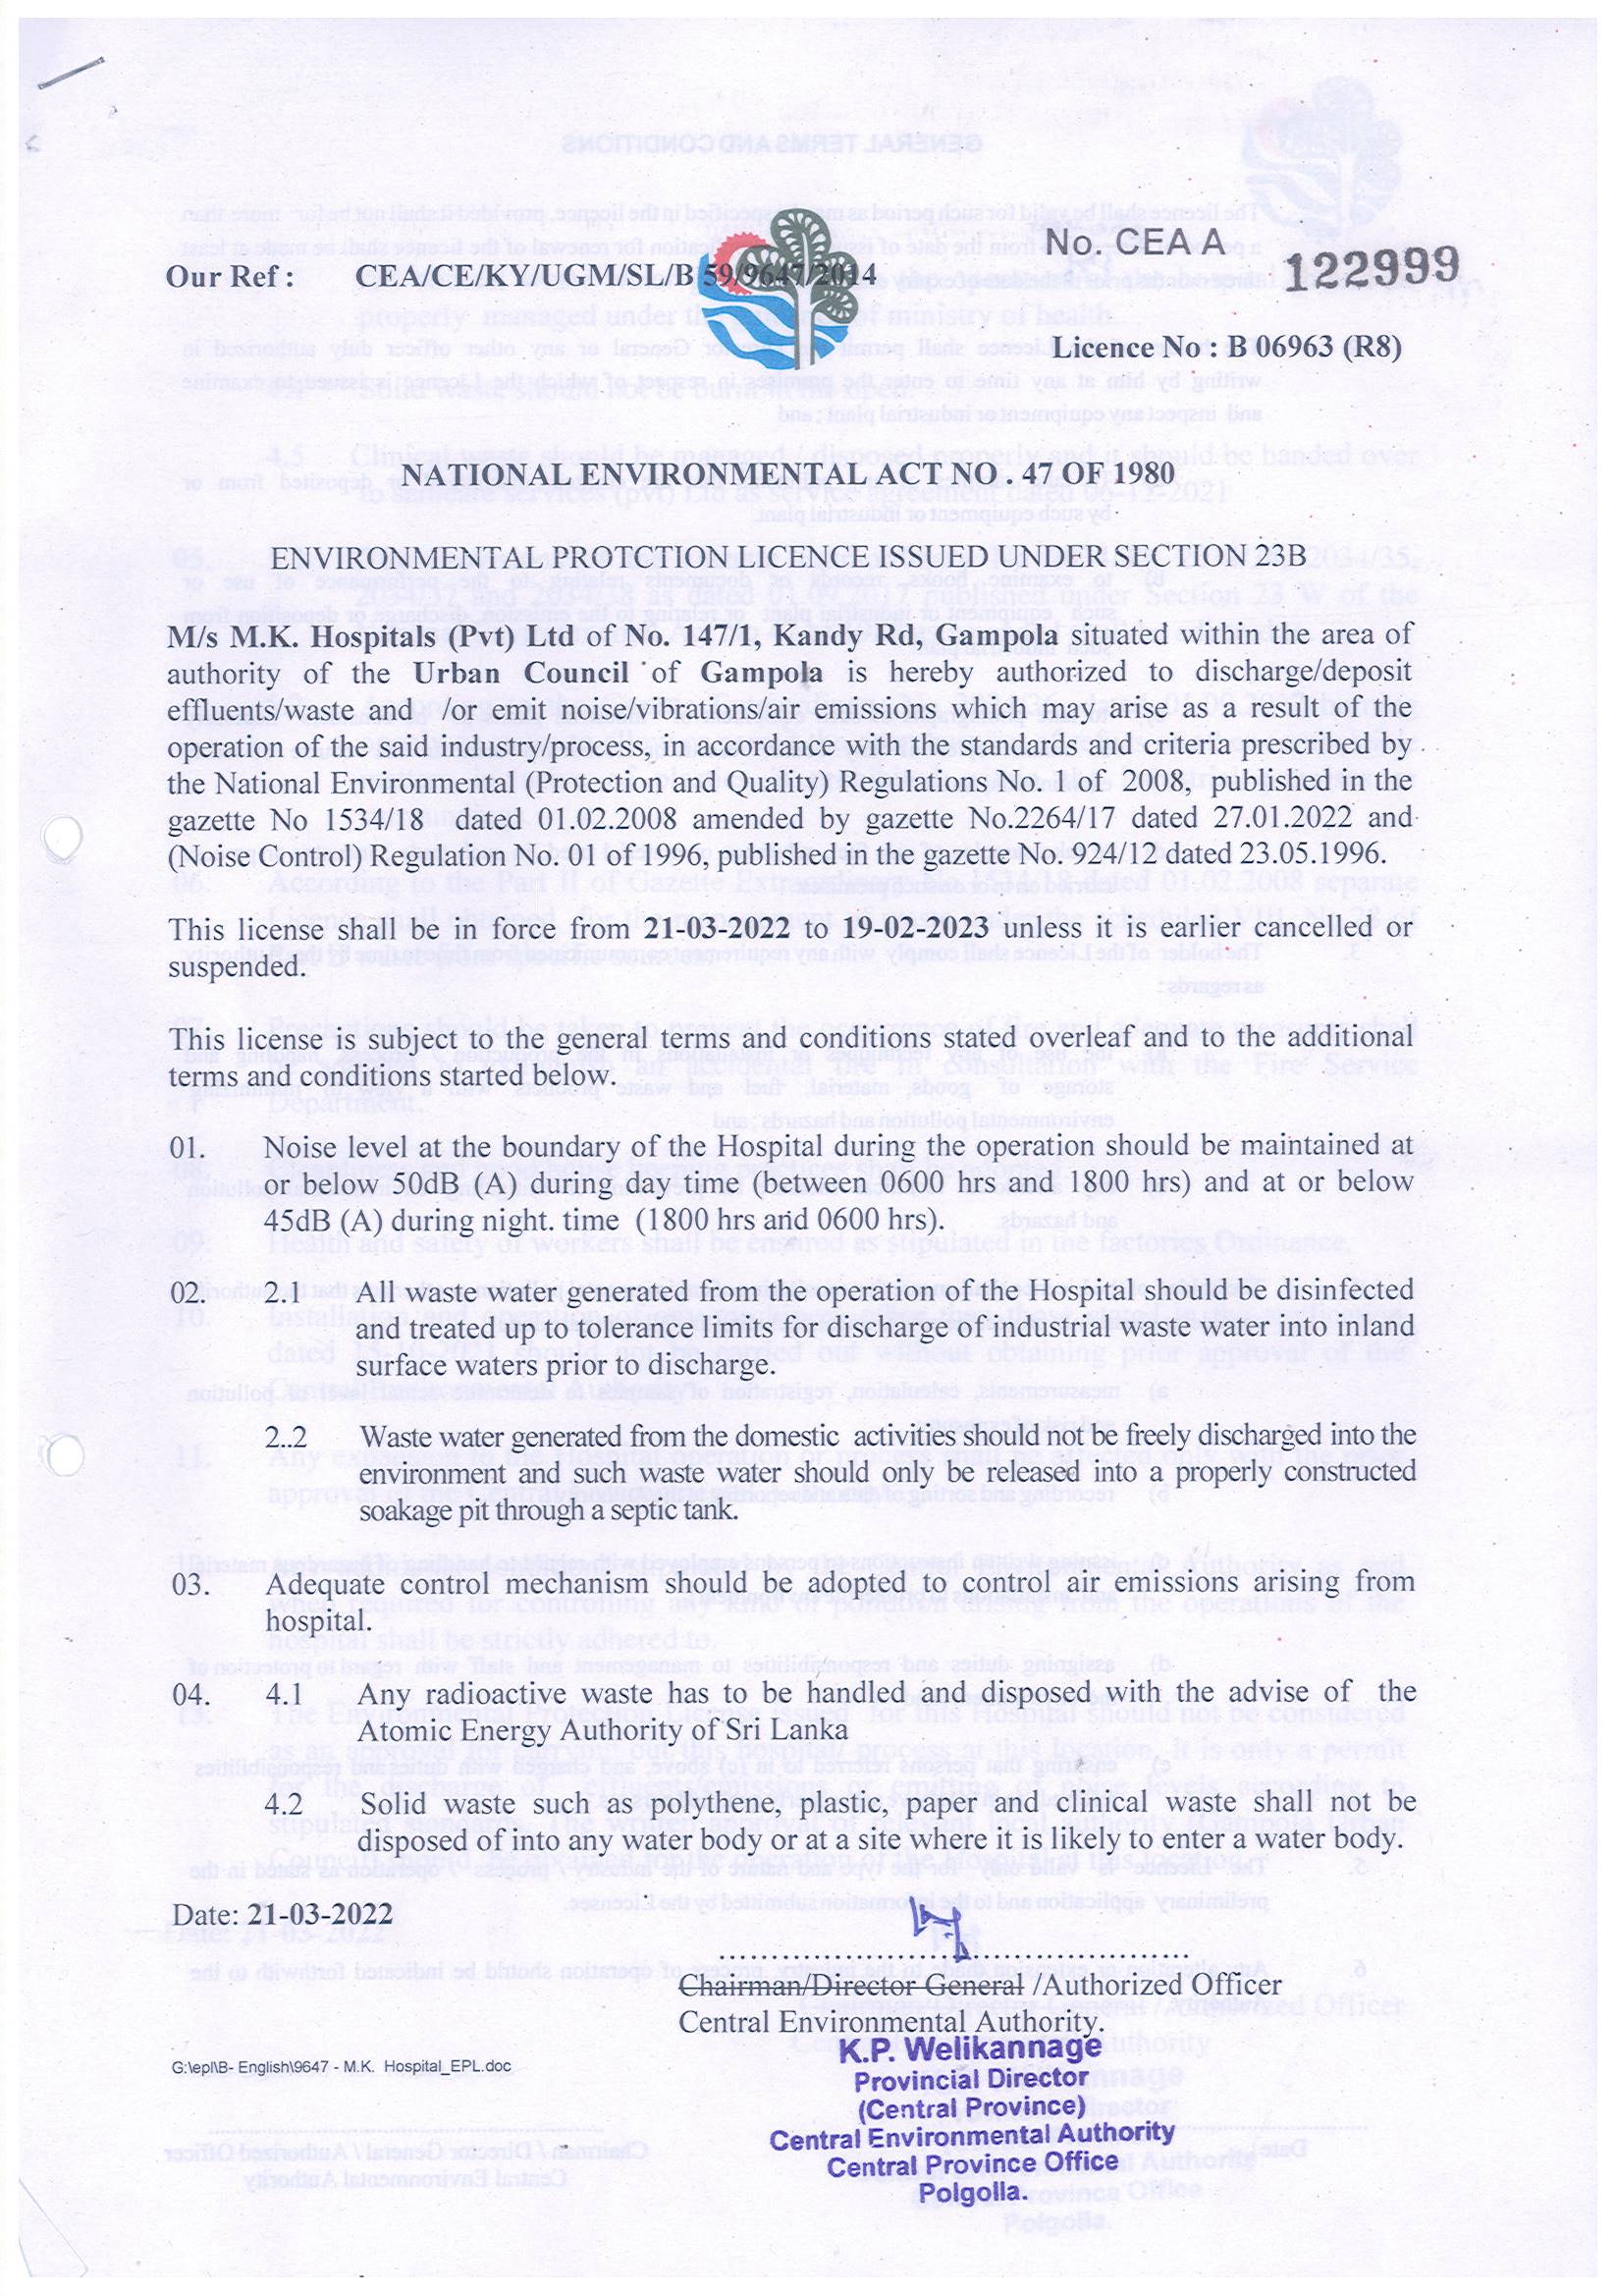 No. CEA A 122999
Our Ref : CEA/CE/KY/UGM/SL/B 59/9647/2014
Licence No : B 06963 (R8)
NATIONAL ENVIRONMENTAL ACT NO. 47 OF 1980
ENVIRONMENTAL PROTCTION LICENCE ISSUED UNDER SECTION 23B
M/s M.K. Hospitals (Pvt) Ltd of No. 147/1, Kandy Rd, Gampola situated within the area of
authority of the Urban Council of Gampola is hereby authorized to discharge/deposit
effluents/waste and /or emit noise/vibrations/air emissions which may arise as a result of the
operation of the said industry/process, in accordance with the standards and criteria prescribed by
the National Environmental (Protection and Quality) Regulations No. 1 of 2008, published in the
gazette No 1534/18 dated 01.02.2008 amended by gazette No.2264/17 dated 27.01.2022 and
(Noise Control) Regulation No. 01 of 1996, published in the gazette No. 924/12 dated 23.05.1996.
This license shall be in force from 21-03-2022 to 19-02-2023 unless it is earlier cancelled or
suspended.
This license is subject to the general terms and conditions stated overleaf and to the additional
terms and conditions started below.
01. Noise level at the boundary of the Hospital during the operation should be maintained at
or below 50dB (A) during day time (between 0600 hrs and 1800 hrs) and at or below
45dB (A) during night. time (1800 hrs and 0600 hrs).
02. 2.1 All waste water generated from the operation of the Hospital should be disinfected
and treated up to tolerance limits for discharge of industrial waste water into inland
surface waters prior to discharge.
2..2 Waste water generated from the domestic activities should not be freely discharged into the
environment and such waste water should only be released into a properly constructed
soakage pit through a septic tank.
03. Adequate control mechanism should be adopted to control air emissions arising from
hospital.
04. 4.1 Any radioactive waste has to be handled and disposed with the advise of the
Atomic Energy Authority of Sri Lanka
4.2 Solid waste such as polythene, plastic, paper and clinical waste shall not be
disposed of into any water body or at a site where it is likely to enter a water body.
Date: 21-03-2022
Chairman/Director General /Authorized Officer
Central Environmental Authority.
K.P. Welikannage
Provincial Director
(Central Province)
Central Environmental Authority
Central Province Office
Polgolla.
G:\epl\B- English\9647 - M.K. Hospital_EPL.doc